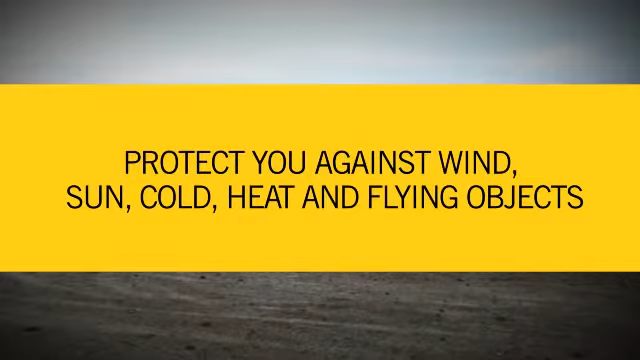 PROTECT YOU AGAINST WIND,
SUN, COLD, HEAT AND FLYING OBJECTS